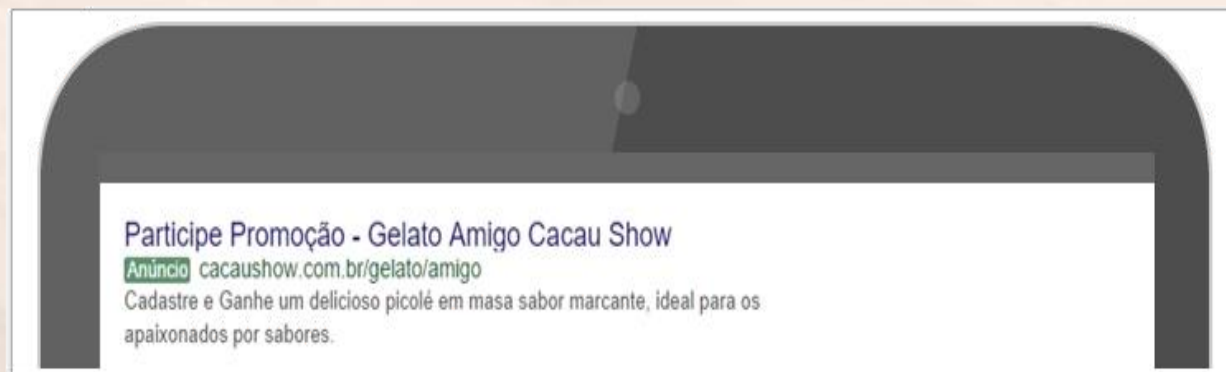 Participe Promoção - Gelato Amigo Cacau Show
Anúncio cacaushow.com.br/gelato/amigo
Cadastre e Ganhe um delicioso picolé em masa sabor marcante, ideal para os
apaixonados por sabores.